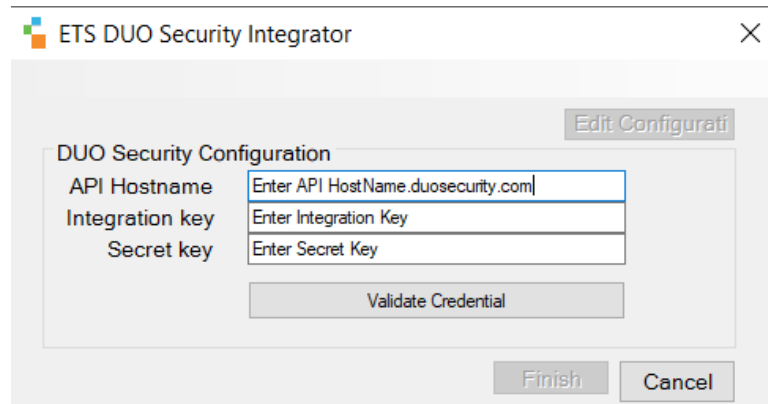 ETS DUO Security Integrator
Edit Configurati
DUO Security Configuration
API Hostname Enter API HostName.duosecurity.com
Integration key Enter Integration Key
Secret key Enter Secret Key
Validate Credential
Finish Cancel